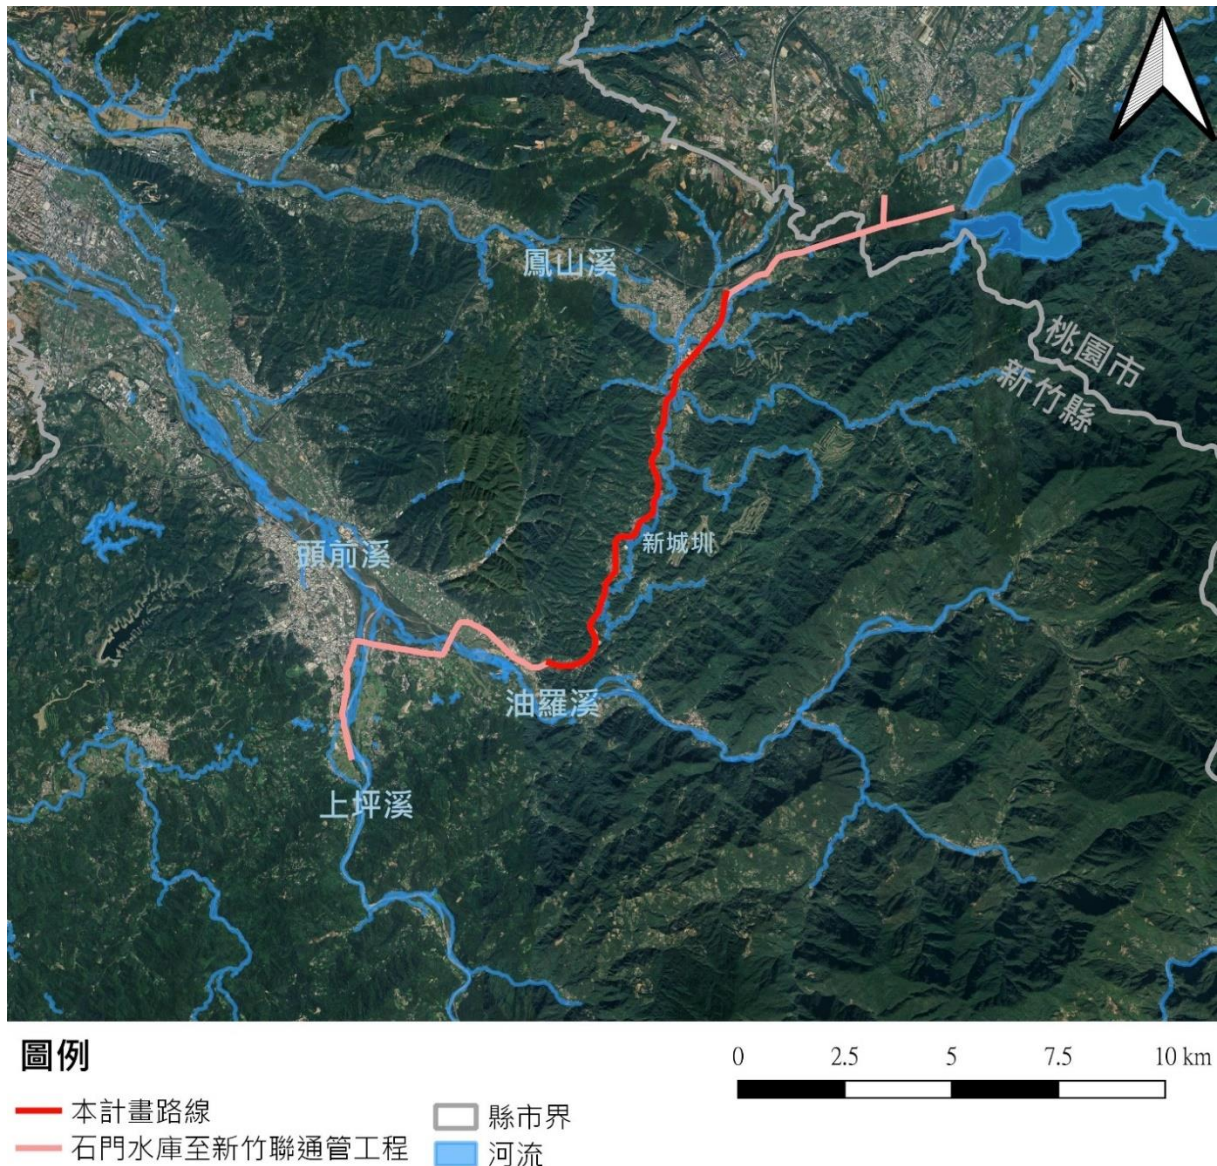 鳳山溪
桃園市
新竹縣
新城圳
頭前溪
油羅溪
上坪溪
圖例
0 2.5 5 7.5 10 km
本計畫路線
縣市界
石門水庫至新竹聯通管工程
河流